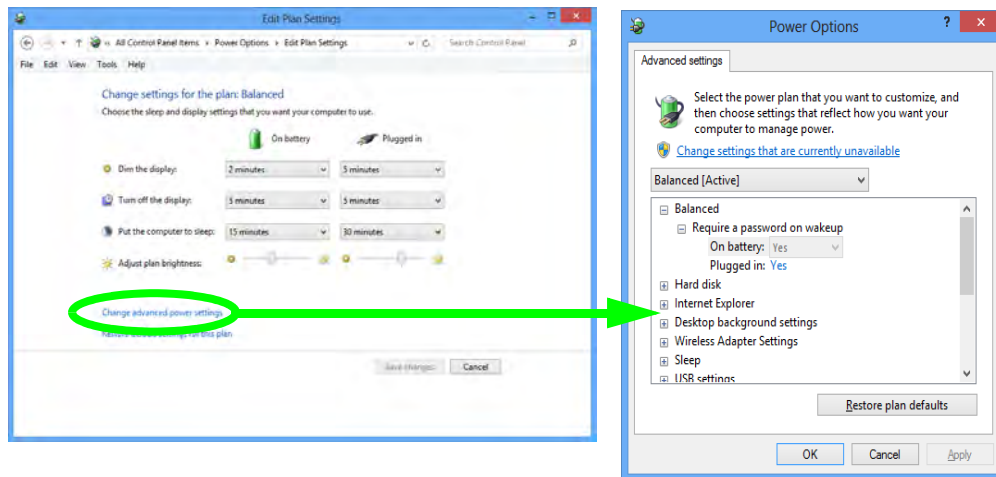 Edit Plan Settings
All Control Panel Items Power Options Edit Plan Settings
Search Control Panel
File Edit View Tools Help
Change settings for the plan: Balanced
Choose the sleep and display settings that you want your computer to use.
On battery Plugged in
Dim the display: 2 minutes 5 minutes
Turn off the display: 5 minutes 5 minutes
Put the computer to sleep: 15 minutes 30 minutes
Adjust plan brightness:
Change advanced power settings
settings for this plan
Save changes Cancel
Power Options
Advanced settings
Select the power plan that you want to customize, and
then choose settings that reflect how you want your
computer to manage power.
Change settings that are currently unavailable
Balanced [Active]
Balanced
Require a password on wakeup
On battery: Yes
Plugged in: Yes
Hard disk
Internet Explorer
Desktop background settings
Wireless Adapter Settings
Sleep
USB settings
Restore plan defaults
OK Cancel Apply